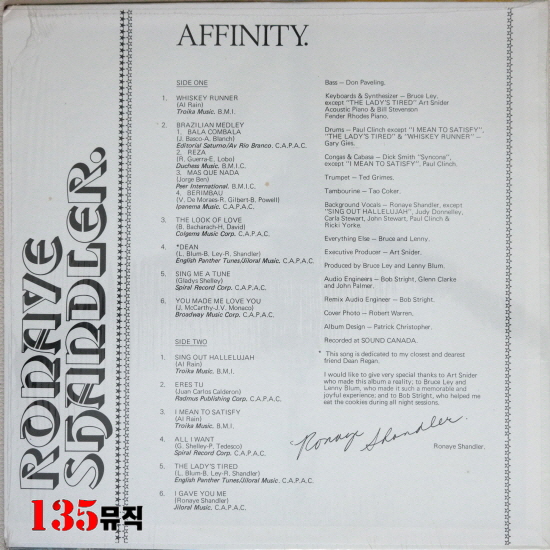 AFFINITY.
RONAYE
SHANDLER.
SIDE ONE
1. WHISKEY RUNNER
(Al Rain)
Troika Music. B.M.I.
2. BRAZILIAN MEDLEY
1. BALA COMBALA
(J. Basco-A, Blanch)
Editorial Saturno/Av Rio Branco. C.A.P.A.C.
2. REZA
(R. Guerra-E, Lobo)
Duchess Music. B.M.I.
3. MAS QUE NADA
(Jorge Ben)
Peer International. B.M.I.C.
4. BERIMBAU
(V. De Moraes-R, Gilbert-B. Powell)
Ipanema Music. C.A.P.A.C.
3. THE LOOK OF LOVE
(B. Bacharach-H, David)
Colgems Music Corp. C.A.P.A.C.
4. *DEAN
(L. Blum-B. Ley-R. Shandler)
English Panther Tunes/Jiloral Music. C.A.P.A.C.
5. SING ME A TUNE
(Gladys Shelley)
Spiral Record Corp. C.A.P.A.C.
6. YOU MADE ME LOVE YOU
(J. McCarthy-J.V. Monaco)
Broadway Music Corp. C.A.P.A.C.
SIDE TWO
1. SING OUT HALLELUJAH
(Al Rain)
Troika Music. B.M.I.
2. ERES TU
(Juan Carlos Calderon)
Radmus Publishing Corp. C.A.P.A.C.
3. I MEAN TO SATISFY
(Al Rain)
Troika Music. B.M.I.
4. ALL I WANT
(G. Shelley-P. Tedesco)
Spiral Record Corp. C.A.P.A.C.
5. THE LADY'S TIRED
(L. Blum-B. Ley-R, Shandler)
English Panther Tunes/Jiloral Music. C.A.P.A.C.
6. I GAVE YOU ME
(Ronaye Shandler)
Jiloral Music. C.A.P.A.C.
Bass – Don Paveling,
Keyboards & Synthesizer – Bruce Ley,
except "THE LADY'S TIRED" Art Snider
Acoustic Piano & Bill Stevenson
Fender Rhodes Piano.
Drums – Paul Clinch except "I MEAN TO SATISFY",
"THE LADY'S TIRED" & "WHISKEY RUNNER" –
Gary Gies.
Congas & Cabasa – Dick Smith "Syncona",
except "I MEAN TO SATISFY", Paul Clinch.
Trumpet – Ted Grimes.
Tambourine – Tao Coker.
Background Vocals – Ronaye Shandler, except
"SING OUT HALLELUJAH", Judy Donnelley,
Carla Stewart, John Stewart, Paul Clinch &
Ricki Yorke.
Everything Else – Bruce and Lenny.
Executive Producer – Art Snider.
Produced by Bruce Ley and Lenny Blum.
Audio Engineers – Bob Stright, Glenn Clerke
and John Palmer.
Remix Audio Engineer – Bob Stright.
Cover Photo – Robert Warren.
Album Design – Patrick Christopher.
Recorded at SOUND CANADA.
* This song is dedicated to my closest and dearest
friend Dean Regan.
I would like to give very special thanks to Art Snider
who made this album a reality; to Bruce Ley and
Lenny Blum, who made it such a memorable and
joyful experience; and to Bob Stright, who helped me
eat the cookies during all night sessions.
Ronaye Shandler.
Ronaye Shandler.
135뮤직